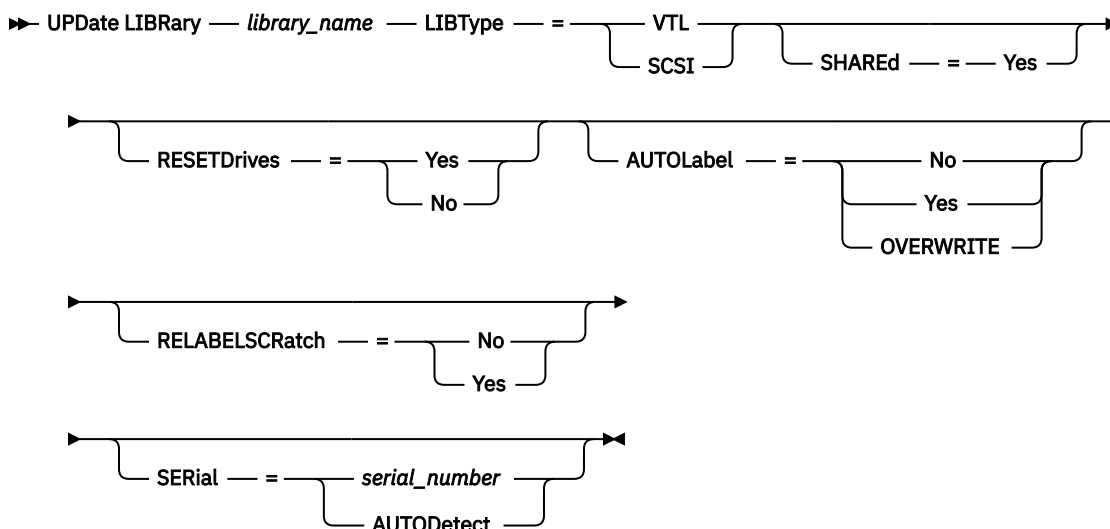 UPDate LIBRary library_name LIBType = VTL
SCSI SHAREd = Yes
RESETDrives = Yes
No
AUTOLabel = No
Yes
OVERWRITE
RELABELSCRatch = No
Yes
SERial = serial_number
AUTODetect